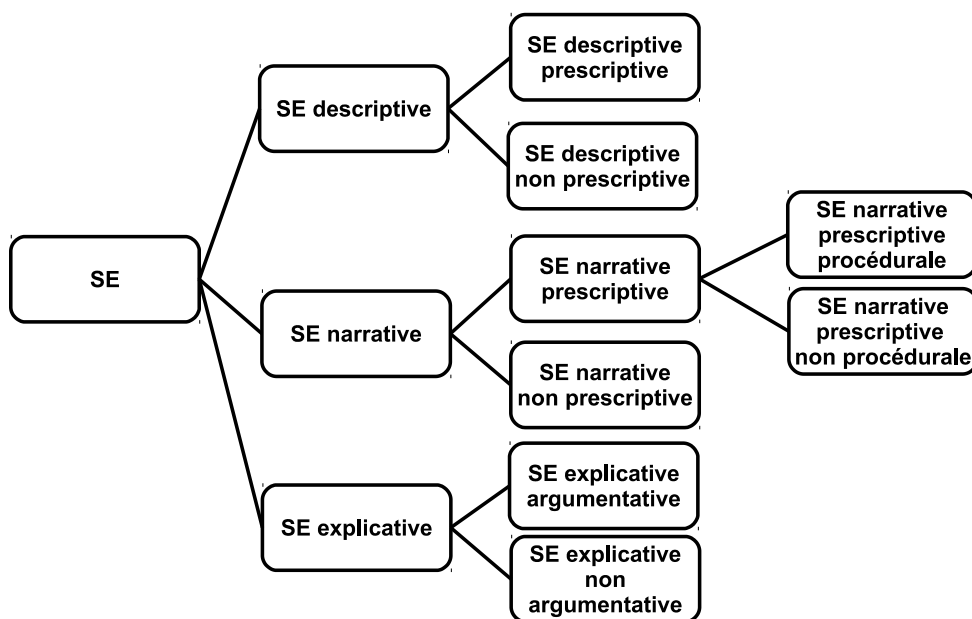 SE descriptive
prescriptive
SE descriptive
SE descriptive
non prescriptive
SE narrative
prescriptive
procédurale
SE
SE narrative
prescriptive
SE narrative
SE narrative
prescriptive
non procédurale
SE narrative
non prescriptive
SE explicative
argumentative
SE explicative
SE explicative
non
argumentative